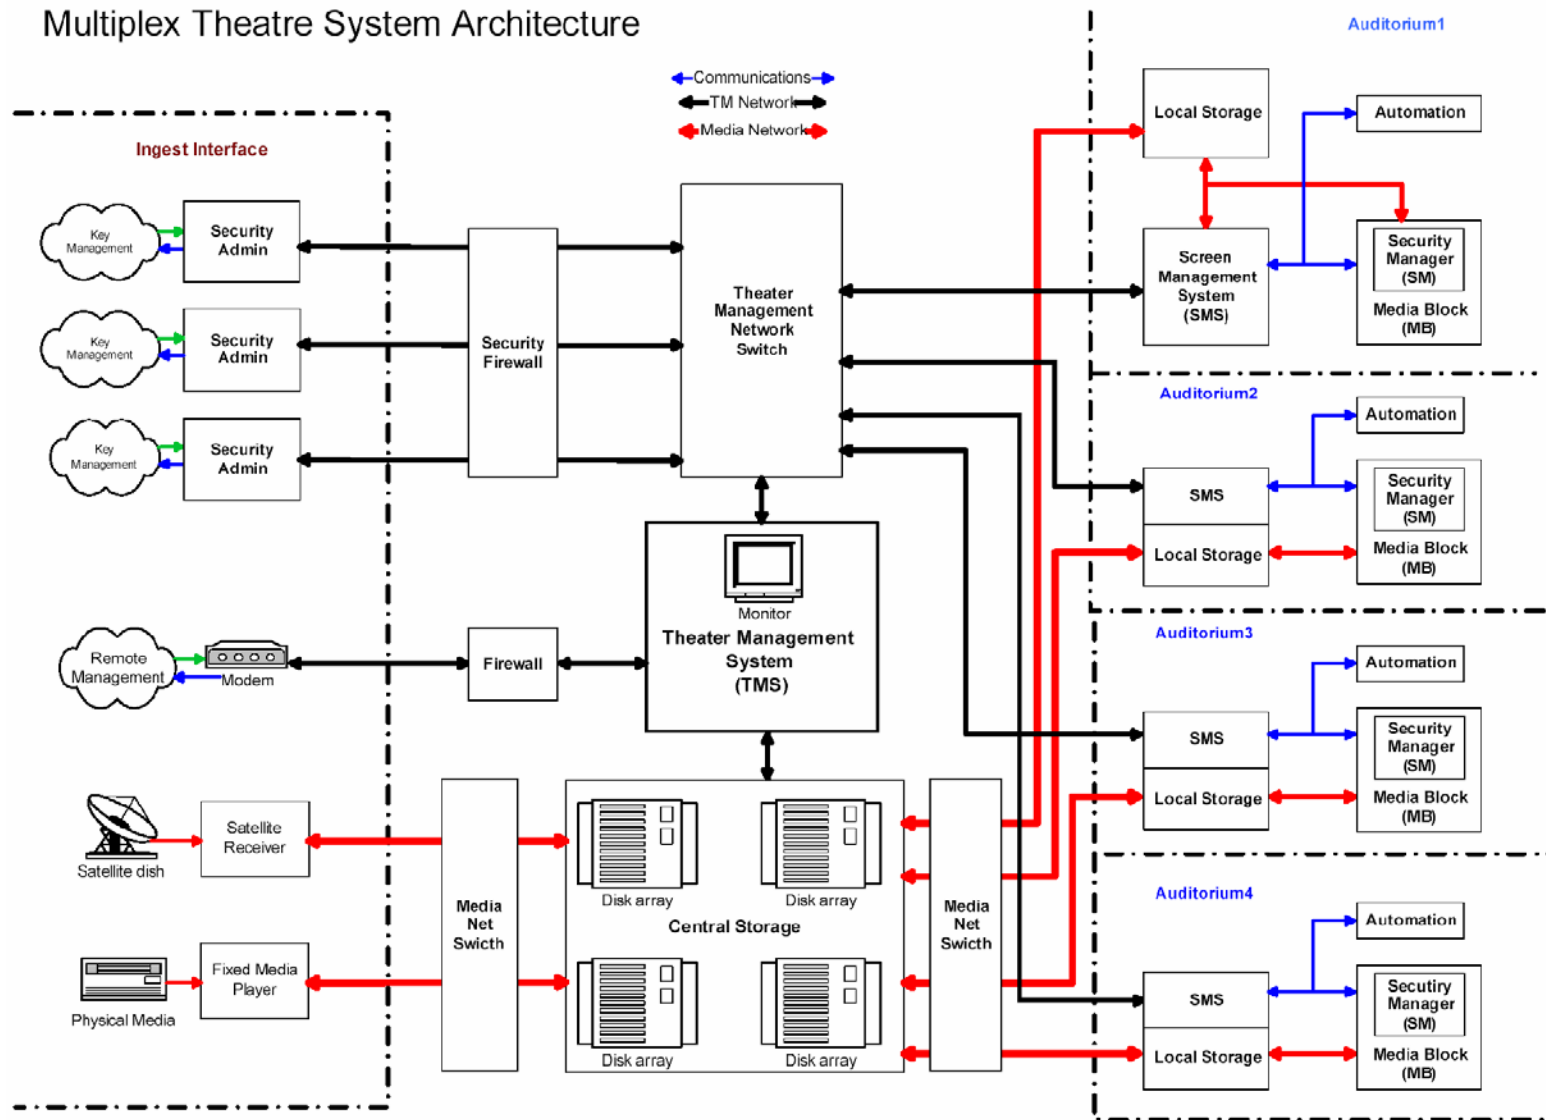 Multiplex Theatre System Architecture
Communications
TM Network
Media Network
Ingest Interface
Key
Management
Security
Admin
Key
Management
Security
Admin
Key
Management
Security
Admin
Security
Firewall
Theater
Management
Network
Switch
Remote
Management
Modem
Firewall
Monitor
Theater Management
System
(TMS)
Satellite dish
Satellite
Receiver
Physical Media
Fixed Media
Player
Media
Net
Swicth
Disk array
Disk array
Central Storage
Disk array
Disk array
Media
Net
Swicth
Auditorium1
Local Storage
Automation
Screen
Management
System
(SMS)
Security
Manager
(SM)
Media Block
(MB)
Auditorium2
Automation
SMS
Local Storage
Security
Manager
(SM)
Media Block
(MB)
Auditorium3
Automation
SMS
Local Storage
Security
Manager
(SM)
Media Block
(MB)
Auditorium4
Automation
SMS
Local Storage
Secutiry
Manager
(SM)
Media Block
(MB)